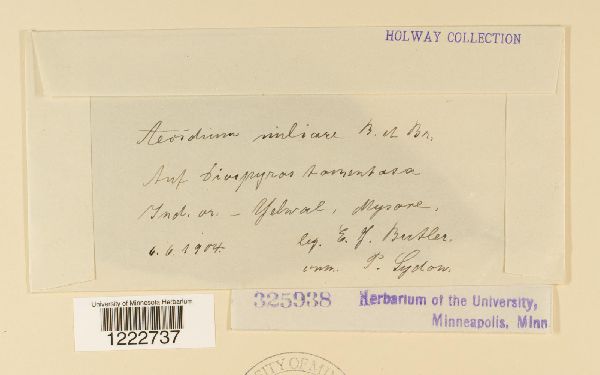 HOLWAY COLLECTION
Aecidium miliare B. et Br.
Auf Diospyros tomentosa
Ind. or. - Yelwal, Mysore.
6.6.1904. leg. E. J. Butler.
com. P. Sydow.
University of Minnesota Herbarium
1222737
325938 Herbarium of the University,
Minneapolis, Minn